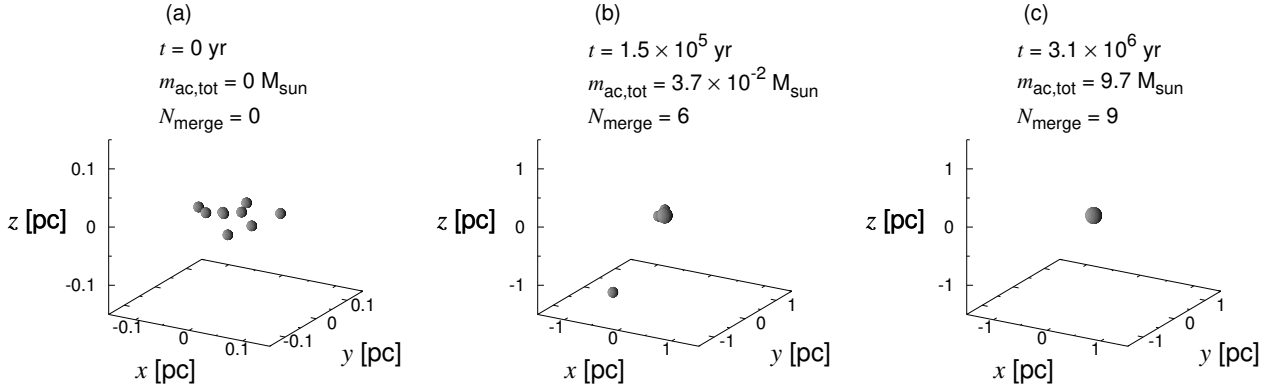 (a)
t = 0 yr
m_ac,tot = 0 M_sun
N_merge = 0
0.1
0
-0.1
z [pc]
-0.1
0
0.1
x [pc]
-0.1
0
0.1
y [pc]
(b)
t = 1.5 × 10^5 yr
m_ac,tot = 3.7 × 10^-2 M_sun
N_merge = 6
1
0
-1
z [pc]
-1
0
1
x [pc]
-1
0
1
y [pc]
(c)
t = 3.1 × 10^6 yr
m_ac,tot = 9.7 M_sun
N_merge = 9
1
0
-1
z [pc]
-1
0
1
x [pc]
-1
0
1
y [pc]